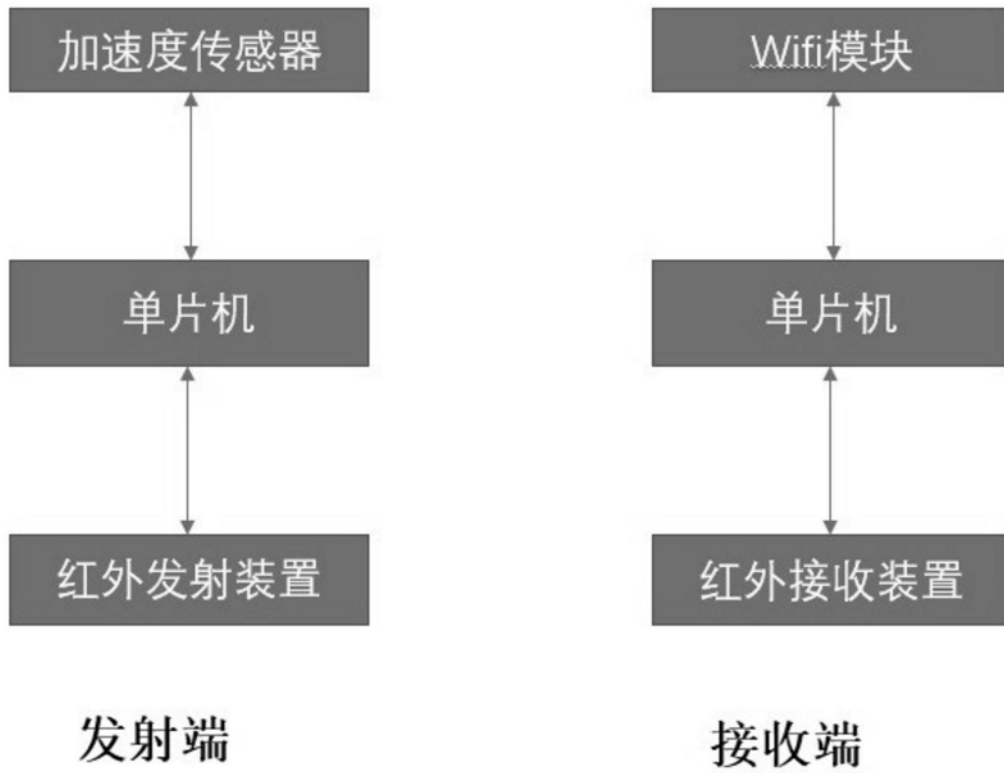 加速度传感器
Wifi模块
单片机
单片机
红外发射装置
红外接收装置
发射端
接收端